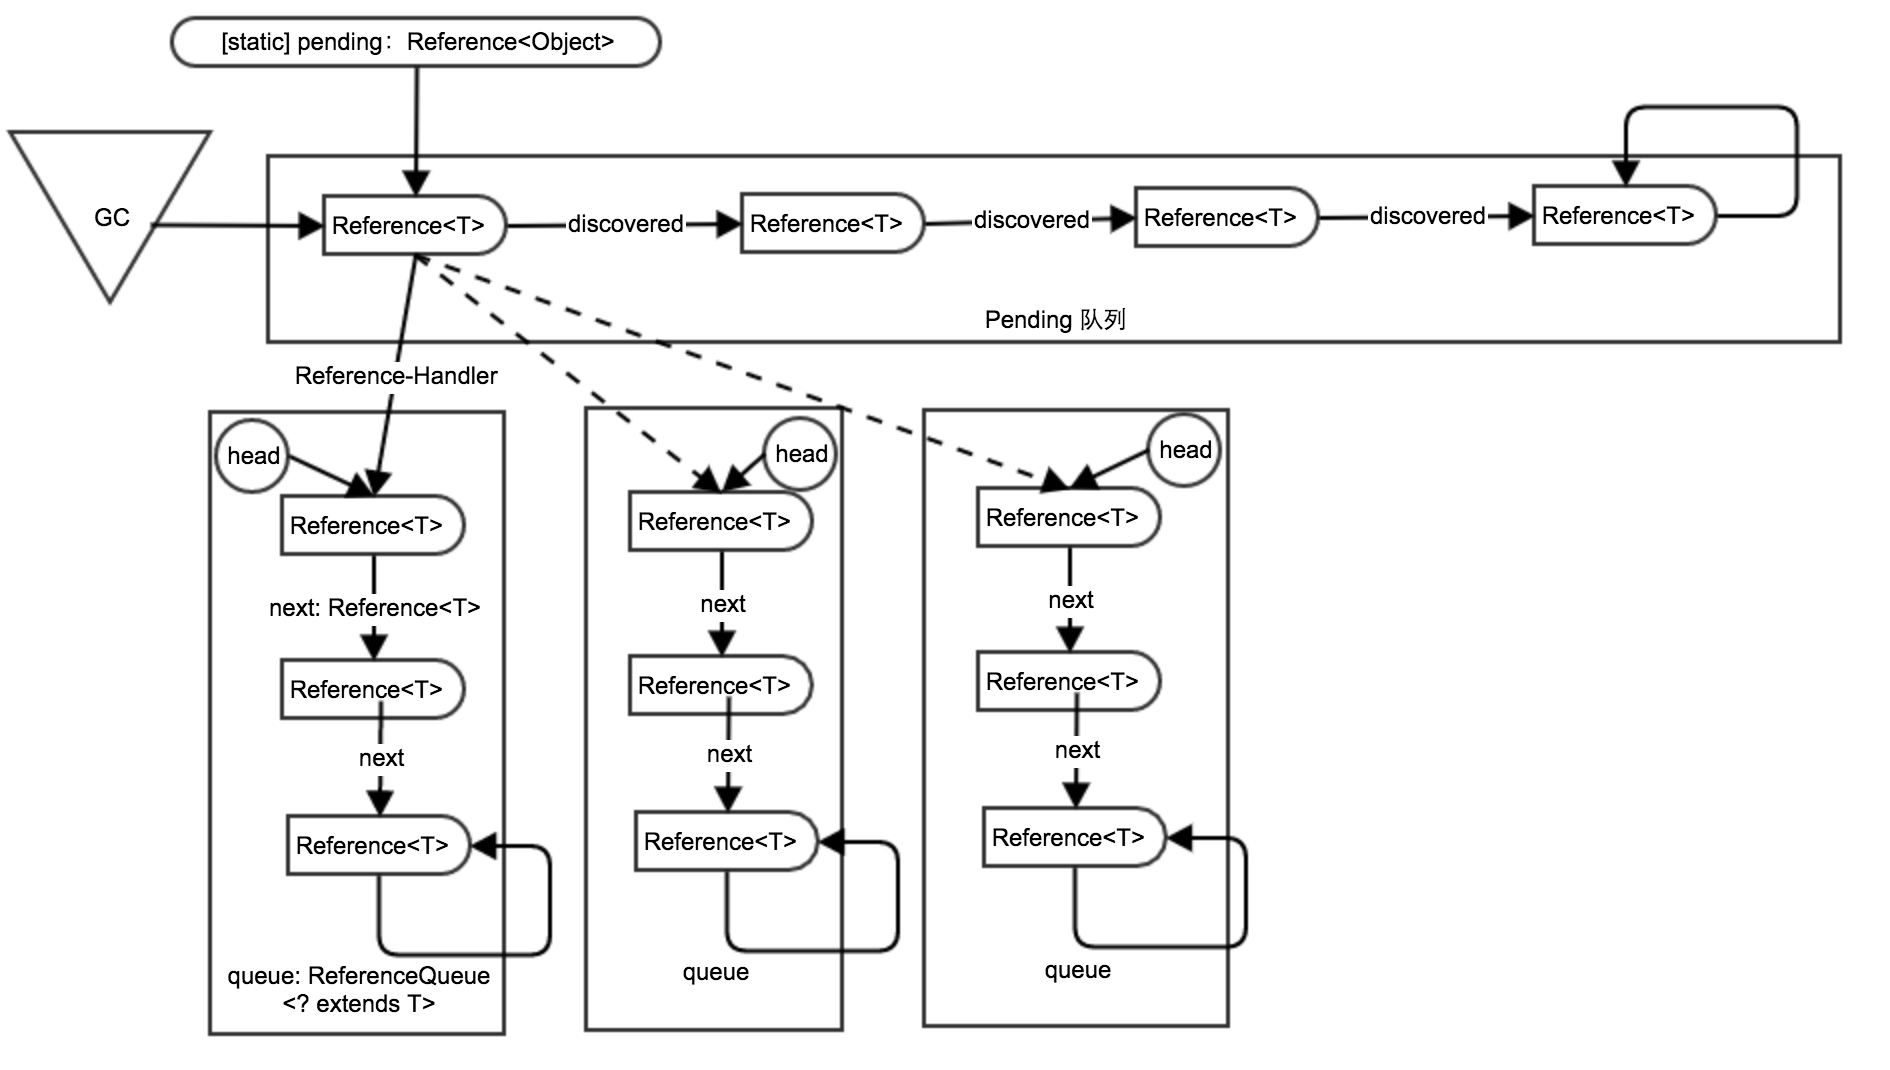 [static] pending：Reference<Object>
GC
Reference<T>
discovered
Reference<T>
discovered
Reference<T>
discovered
Reference<T>
Pending 队列
Reference-Handler
head
Reference<T>
next: Reference<T>
Reference<T>
next
Reference<T>
queue: ReferenceQueue
<? extends T>
head
Reference<T>
next
Reference<T>
next
Reference<T>
queue
head
Reference<T>
next
Reference<T>
next
Reference<T>
queue